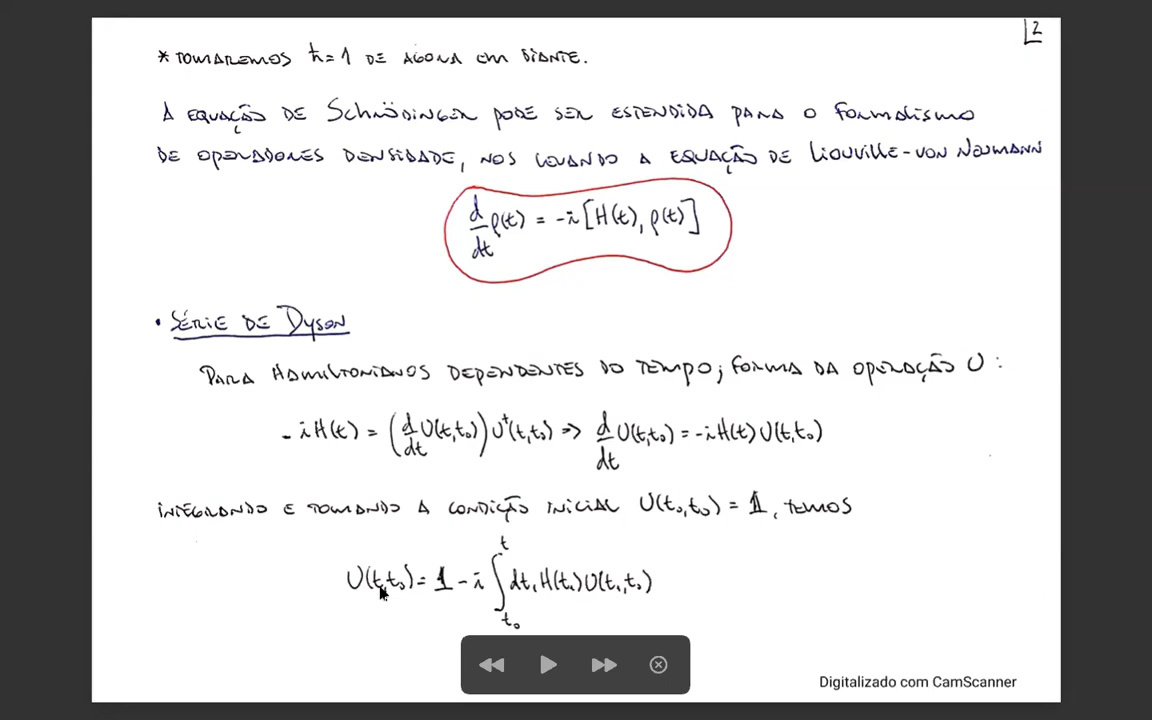 2
* TOMAREMOS ħ=1 DE AGORA EM DIANTE.
A EQUAÇÃO DE SCHRÖDINGER PODE SER ESTENDIDA PARA O FORMALISMO
DE OPERADORES DENSIDADE, NOS LEVANDO A EQUAÇÃO DE LIOUVILLE-VON NEUMANN
d/dt ρ(t) = -i[H(t), ρ(t)]
• SÉRIE DE DYSON
PARA HAMILTONIANOS DEPENDENTES DO TEMPO; FORMA DA OPERAÇÃO U:
-iH(t) = (d/dt U(t,t₀))U†(t,t₀) => d/dt U(t,t₀) = -iH(t)U(t,t₀)
INTEGRANDO E TOMANDO A CONDIÇÃO INICIAL U(t₀,t₀) = 1, TEMOS
U(t,t₀) = 1 - i ∫_{t₀}^{t} dt₁ H(t₁)U(t₁,t₀)
Digitalizado com CamScanner